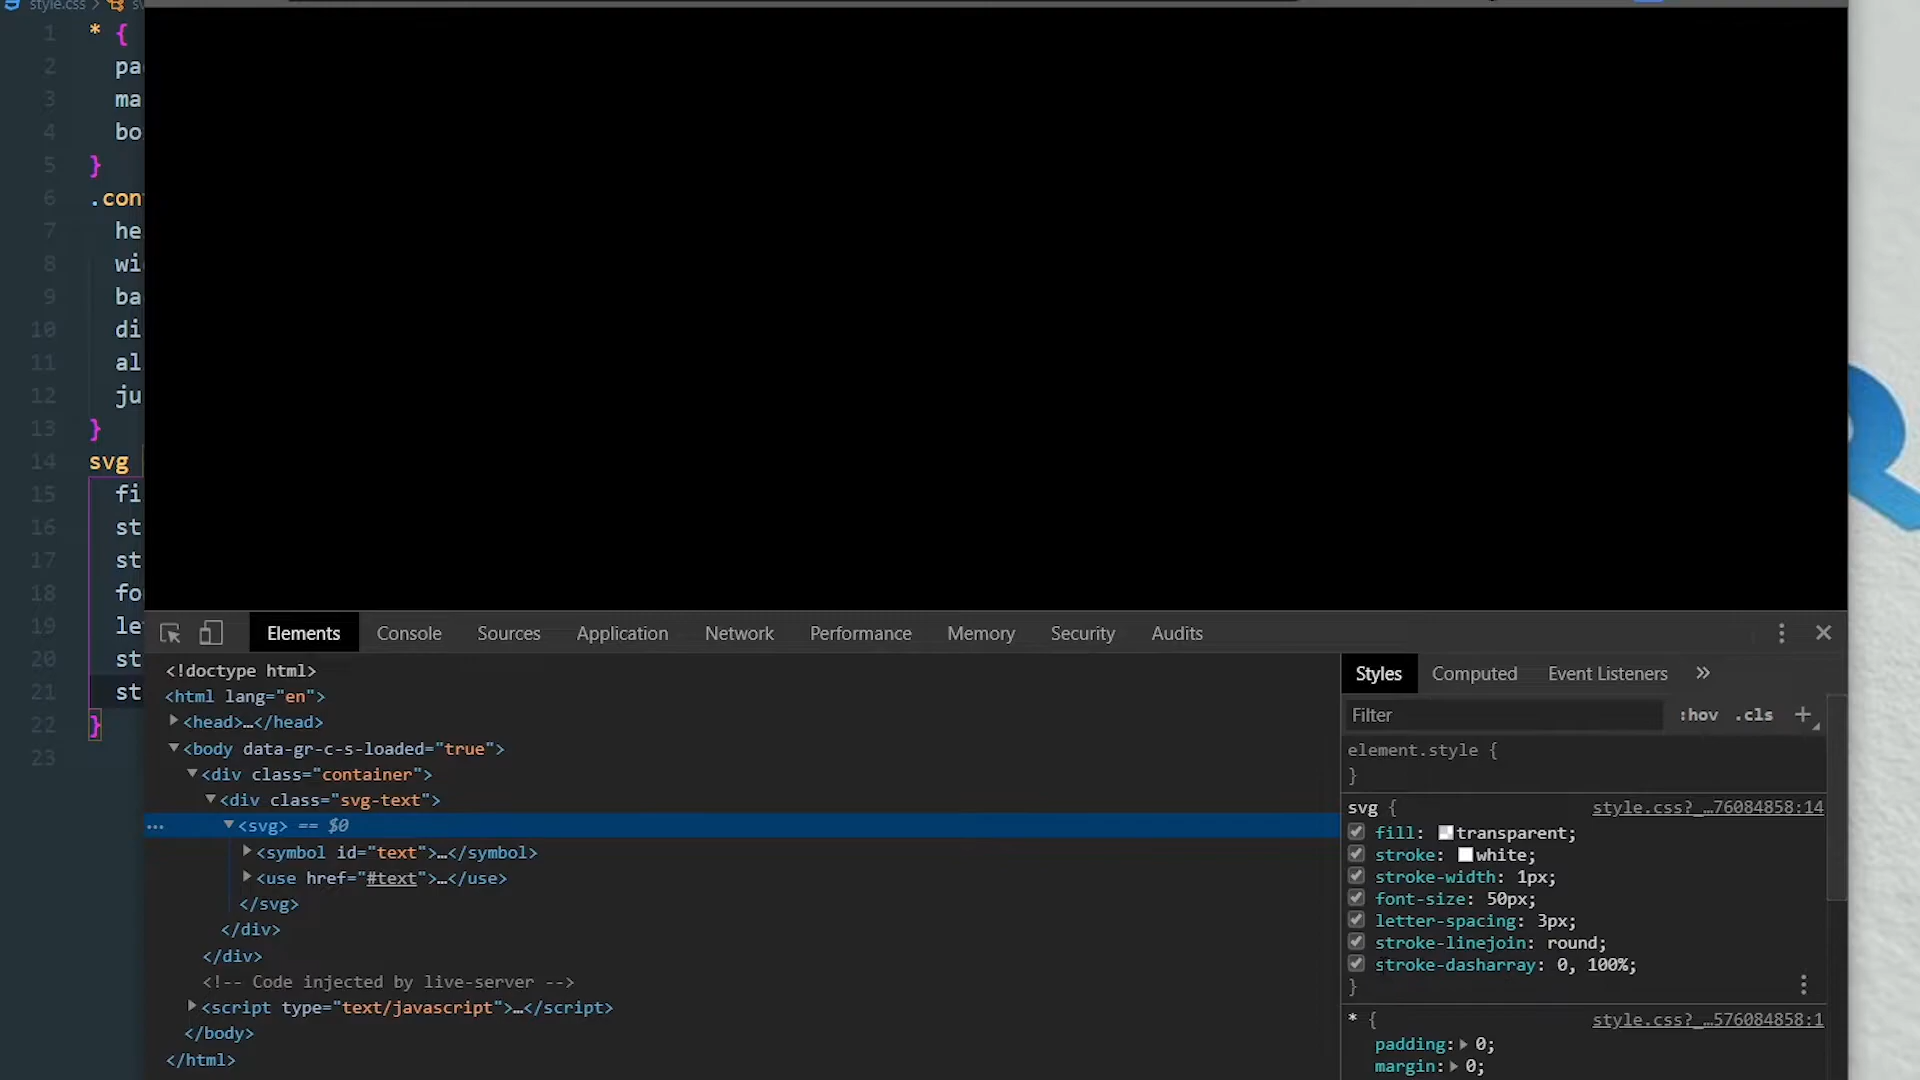 style.css > sv
1 * {
2 pa
3 ma
4 bo
5 }
6 .con
7 he
8 wi
9 ba
10 di
11 al
12 ju
13 }
14 svg
15 fi
16 st
17 st
18 fo
19 le
20 st
21 st
22 }
23
Elements Console Sources Application Network Performance Memory Security Audits
<!doctype html>
<html lang="en">
<head>…</head>
<body data-gr-c-s-loaded="true">
<div class="container">
<div class="svg-text">
… <svg> == $0
<symbol id="text">…</symbol>
<use href="#text">…</use>
</svg>
</div>
</div>
<!-- Code injected by live-server -->
<script type="text/javascript">…</script>
</body>
</html>
Styles Computed Event Listeners »
Filter :hov .cls +
element.style {
}
svg { style.css?_…76084858:14
fill: transparent;
stroke: white;
stroke-width: 1px;
font-size: 50px;
letter-spacing: 3px;
stroke-linejoin: round;
stroke-dasharray: 0, 100%;
}
* { style.css?_…576084858:1
padding: 0;
margin: 0;